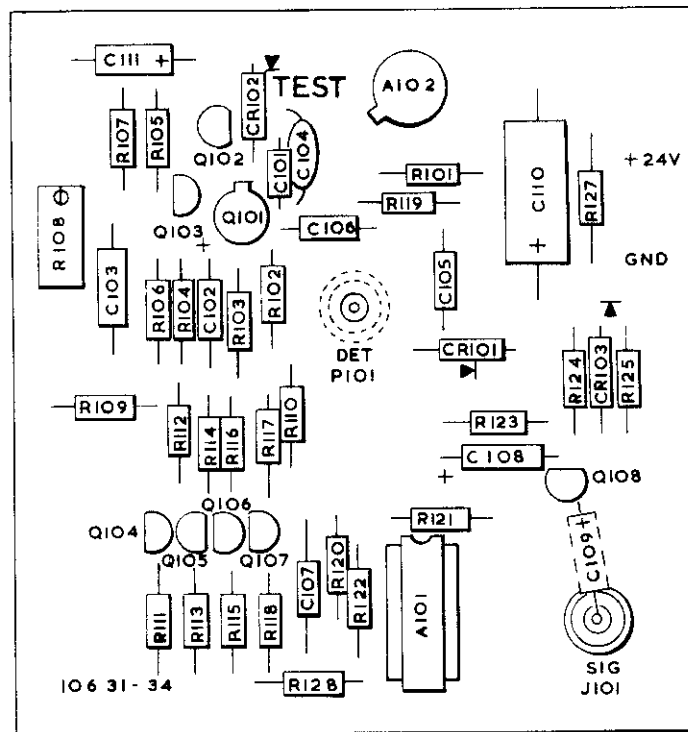 C111 +
TEST
A102
CR102
R107
R105
Q102
C101
C104
R101
C110
+
R127
+24V
R119
R108
Q103
Q101
C106
+
GND
C103
R106
R104
C102
R103
R102
C105
DET
P101
CR101
R124
CR103
R125
R109
R112
R114
R116
R117
R110
R123
C108
+
Q108
Q106
Q104
Q105
Q107
R121
C109+
C107
R120
R122
A101
R111
R113
R115
R118
SIG
J101
10631-34
R128